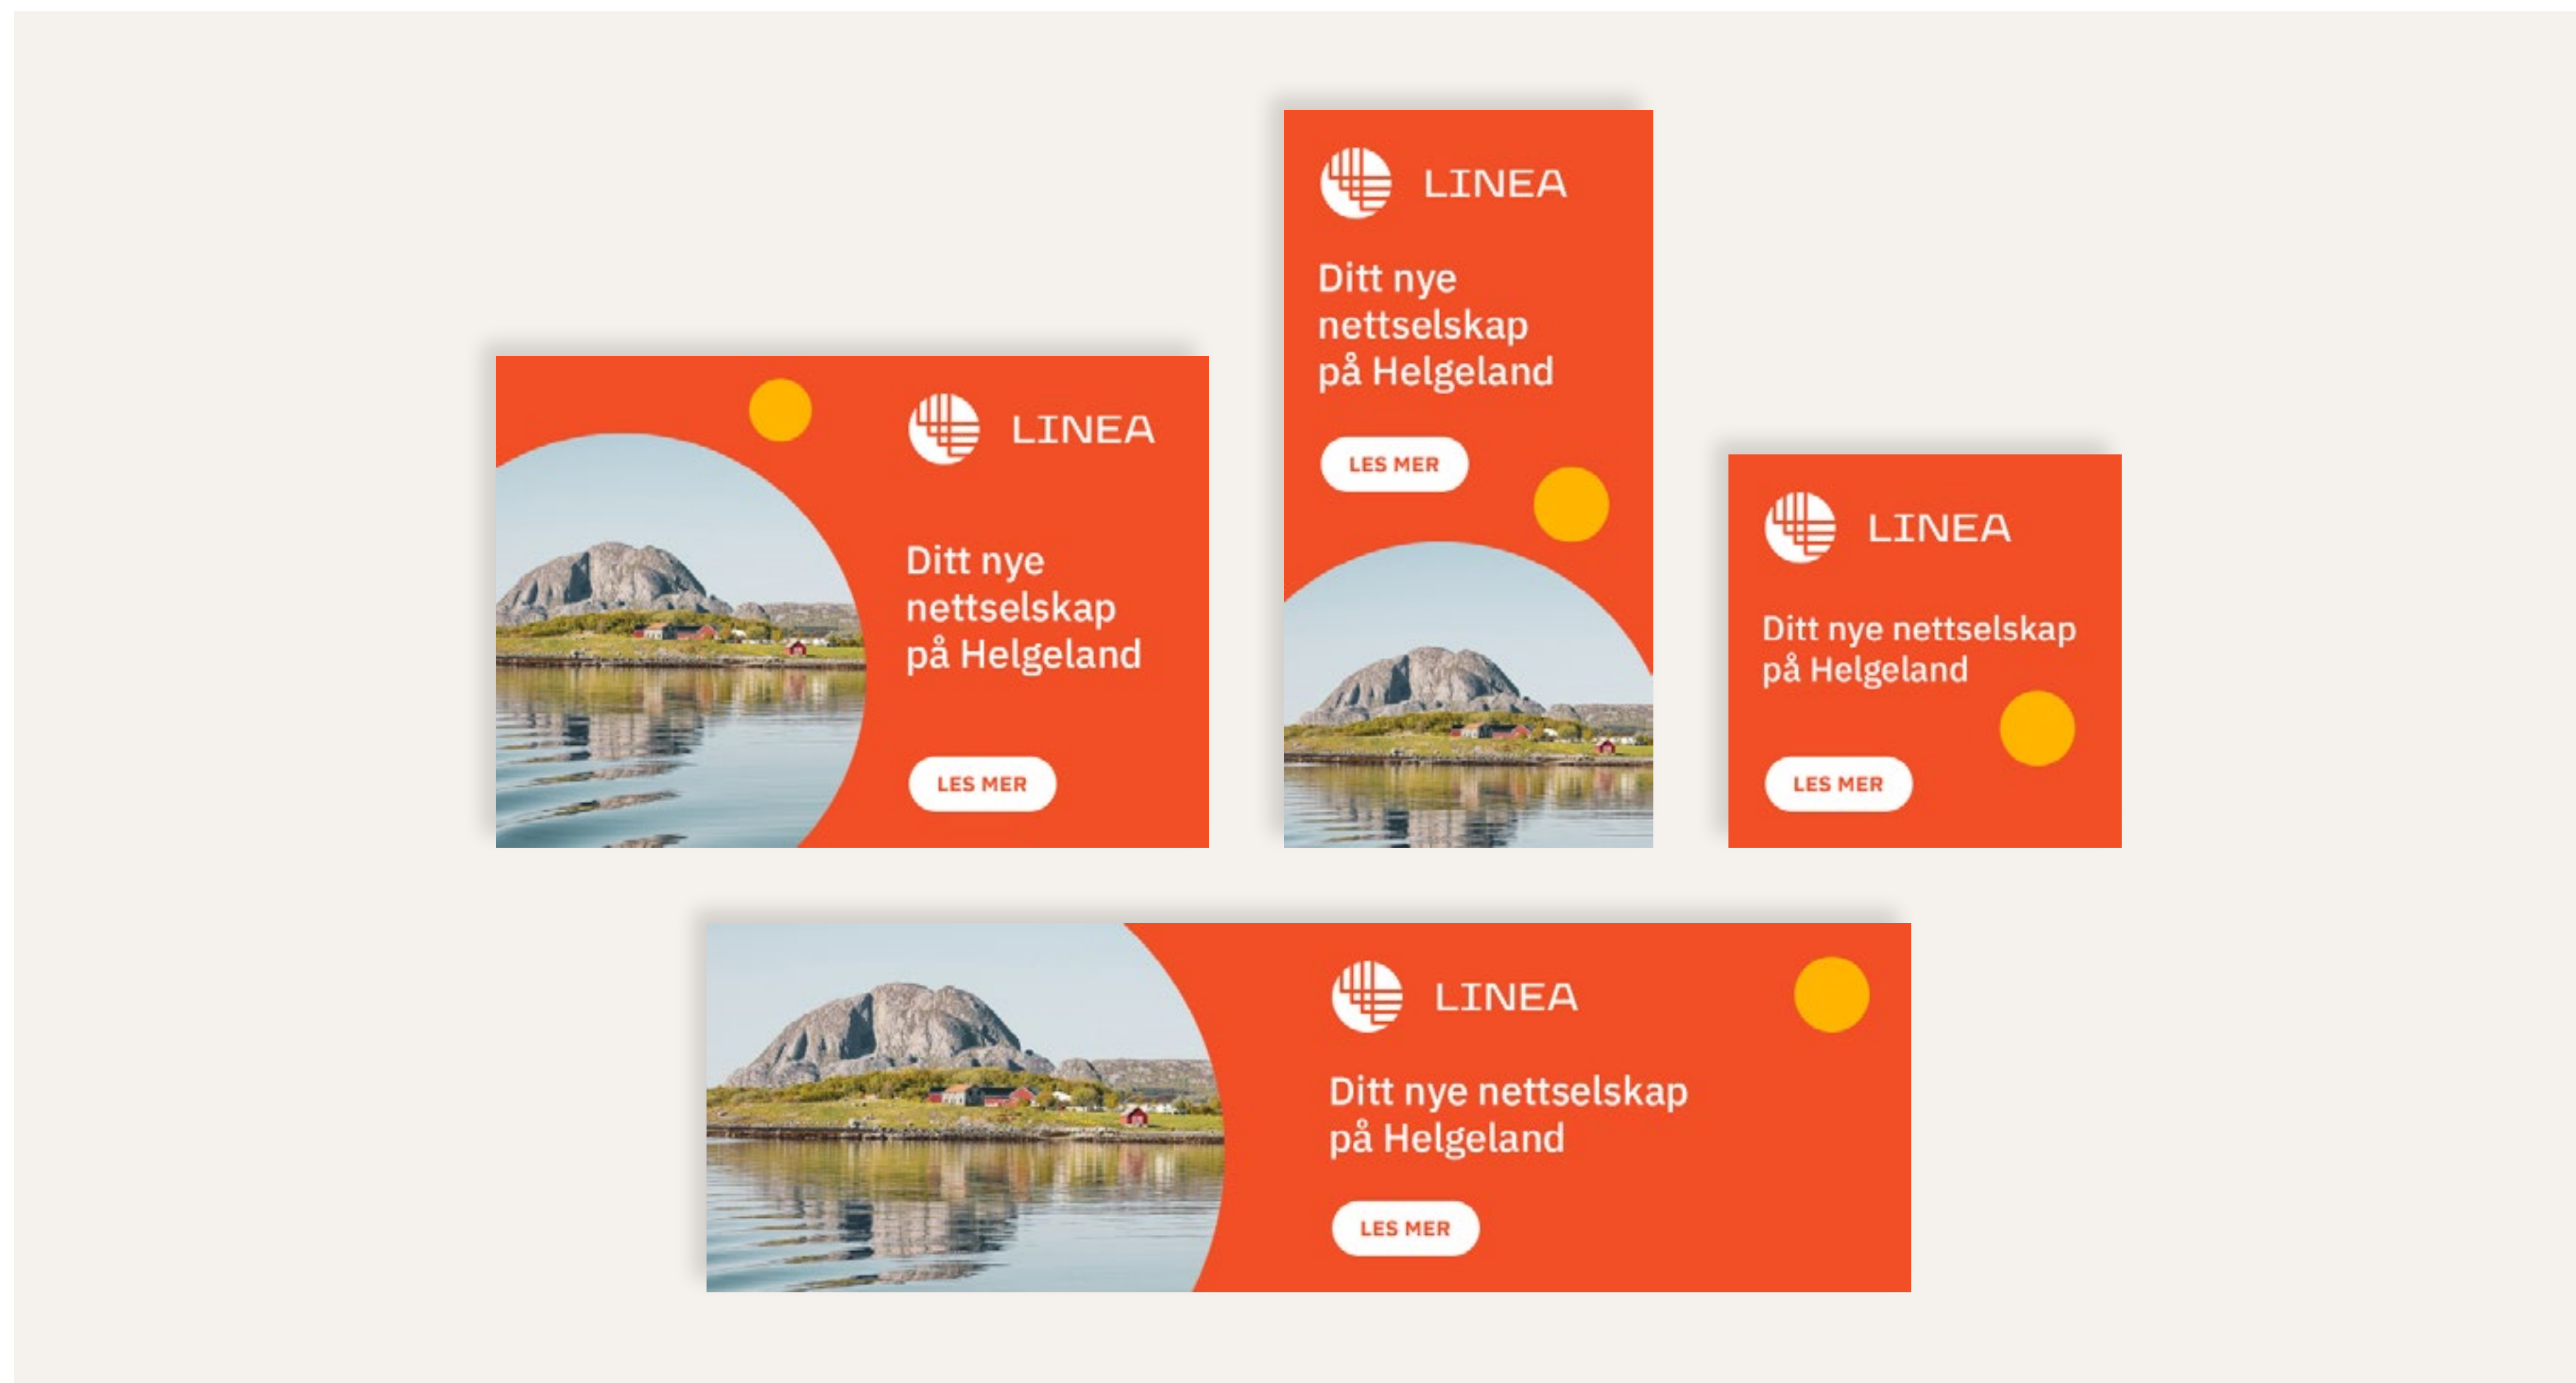 LINEA
Ditt nye
nettselskap
på Helgeland
LES MER
LINEA
Ditt nye
nettselskap
på Helgeland
LES MER
LINEA
Ditt nye nettselskap
på Helgeland
LES MER
LINEA
Ditt nye nettselskap
på Helgeland
LES MER